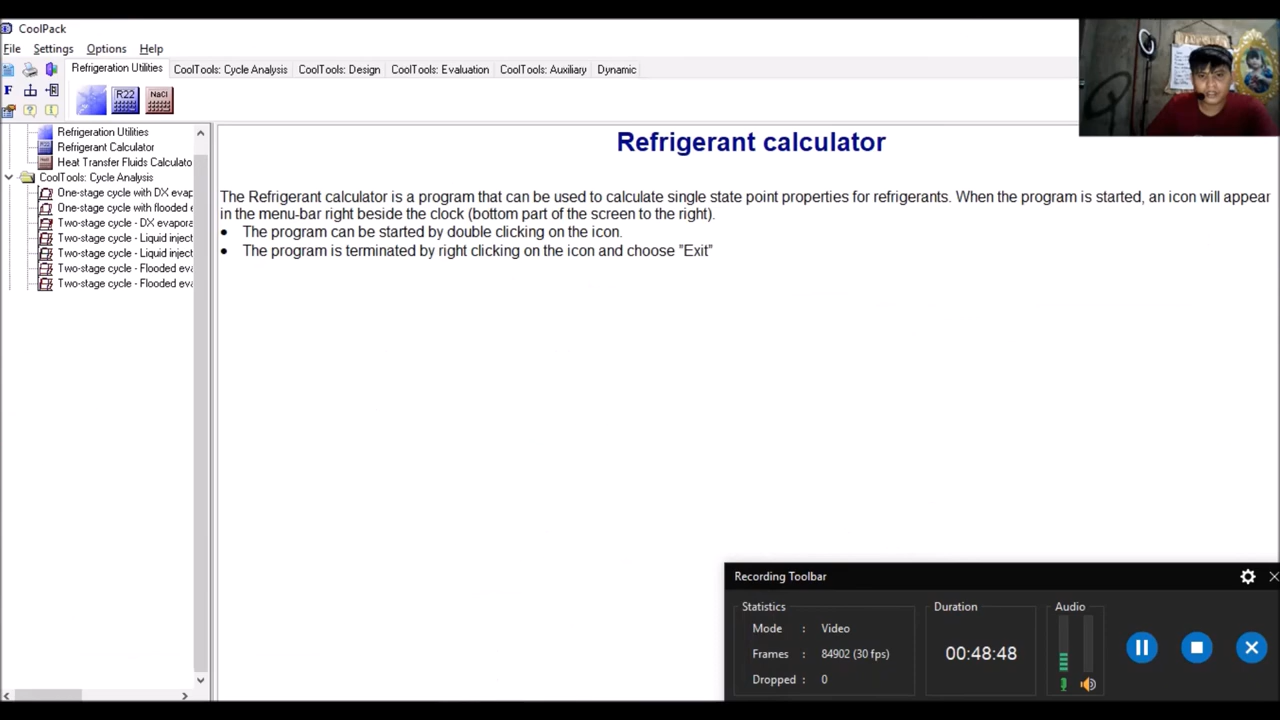 CoolPack
File Settings Options Help
Refrigeration Utilities CoolTools: Cycle Analysis CoolTools: Design CoolTools: Evaluation CoolTools: Auxiliary Dynamic
F R22 NaCl
Refrigeration Utilities
Refrigerant Calculator
Heat Transfer Fluids Calculato
CoolTools: Cycle Analysis
One-stage cycle with DX evap
One-stage cycle with flooded e
Two-stage cycle - DX evapora
Two-stage cycle - Liquid inject
Two-stage cycle - Liquid inject
Two-stage cycle - Flooded eva
Two-stage cycle - Flooded eva
Refrigerant calculator
The Refrigerant calculator is a program that can be used to calculate single state point properties for refrigerants. When the program is started, an icon will appear
in the menu-bar right beside the clock (bottom part of the screen to the right).
• The program can be started by double clicking on the icon.
• The program is terminated by right clicking on the icon and choose "Exit"
Recording Toolbar
Statistics
Mode : Video
Frames : 84902 (30 fps)
Dropped : 0
Duration
00:48:48
Audio